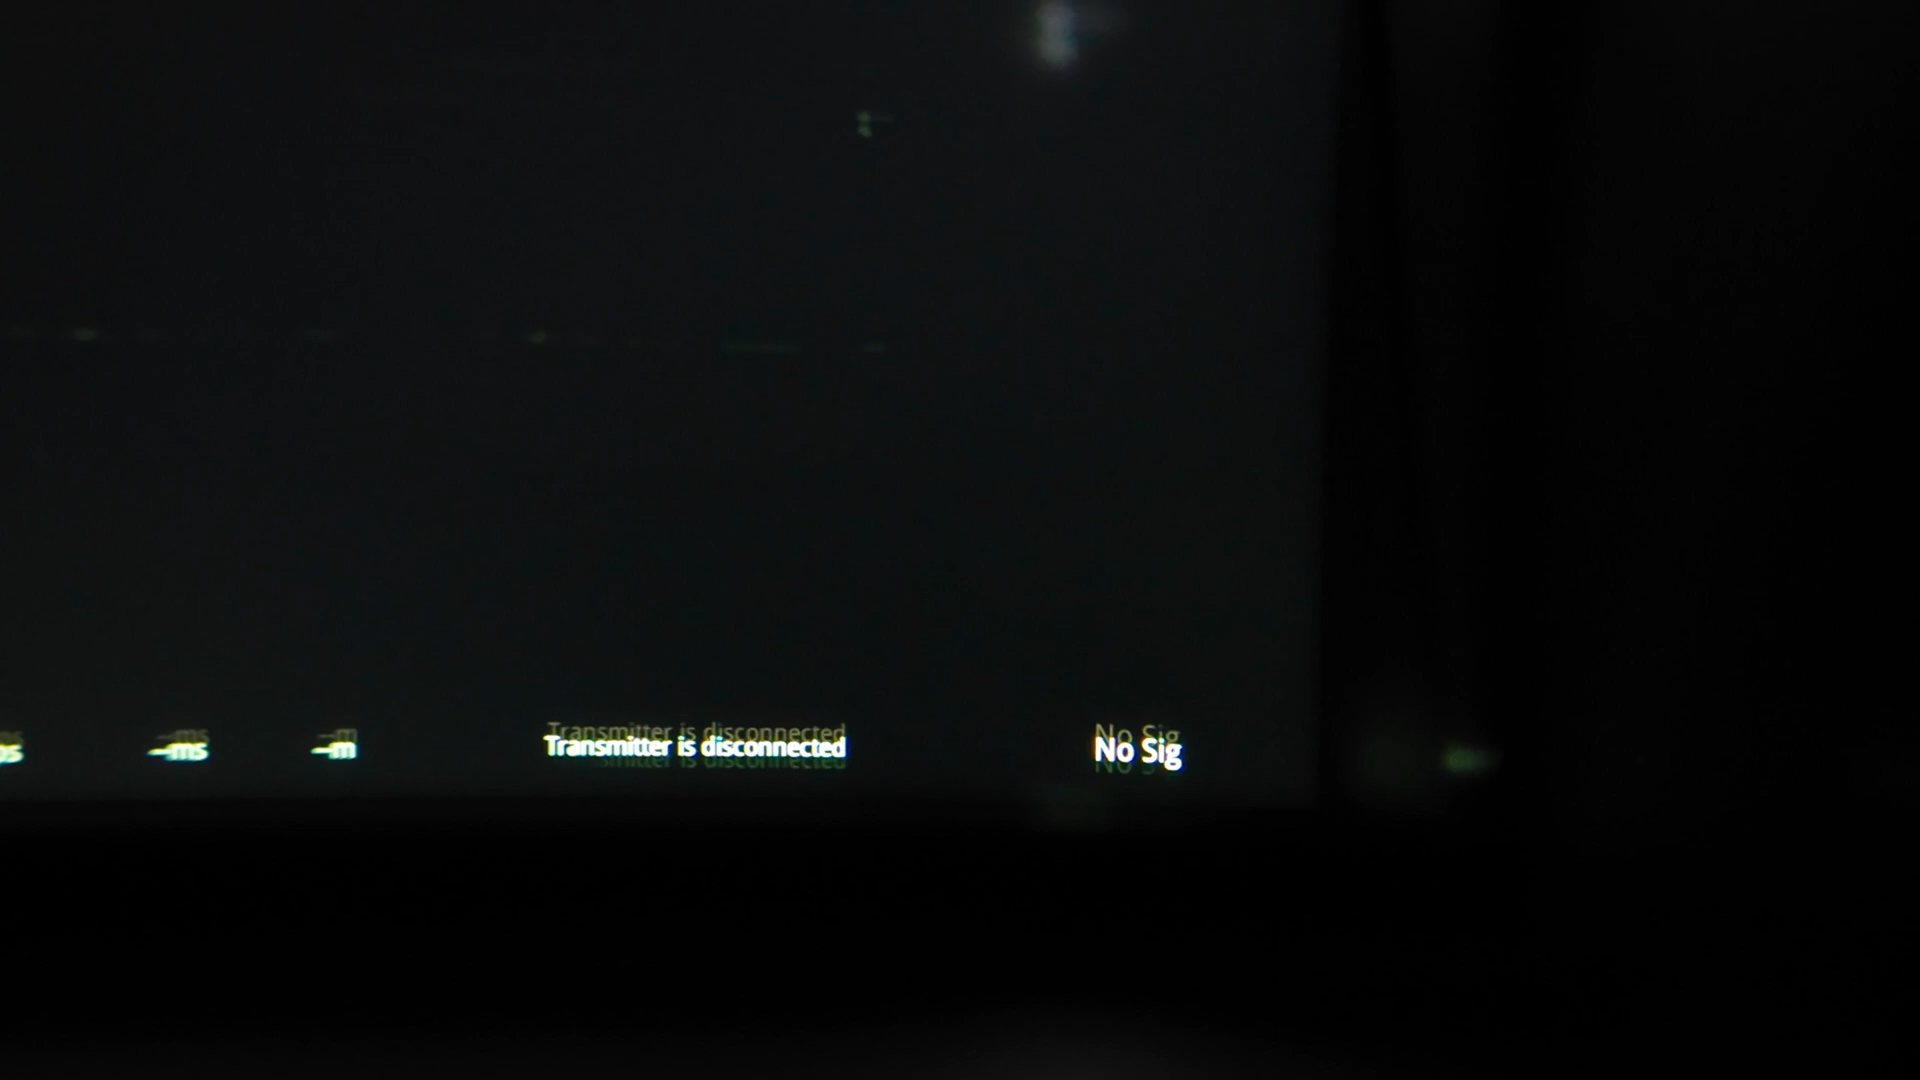 --ms --m Transmitter is disconnected No Sig